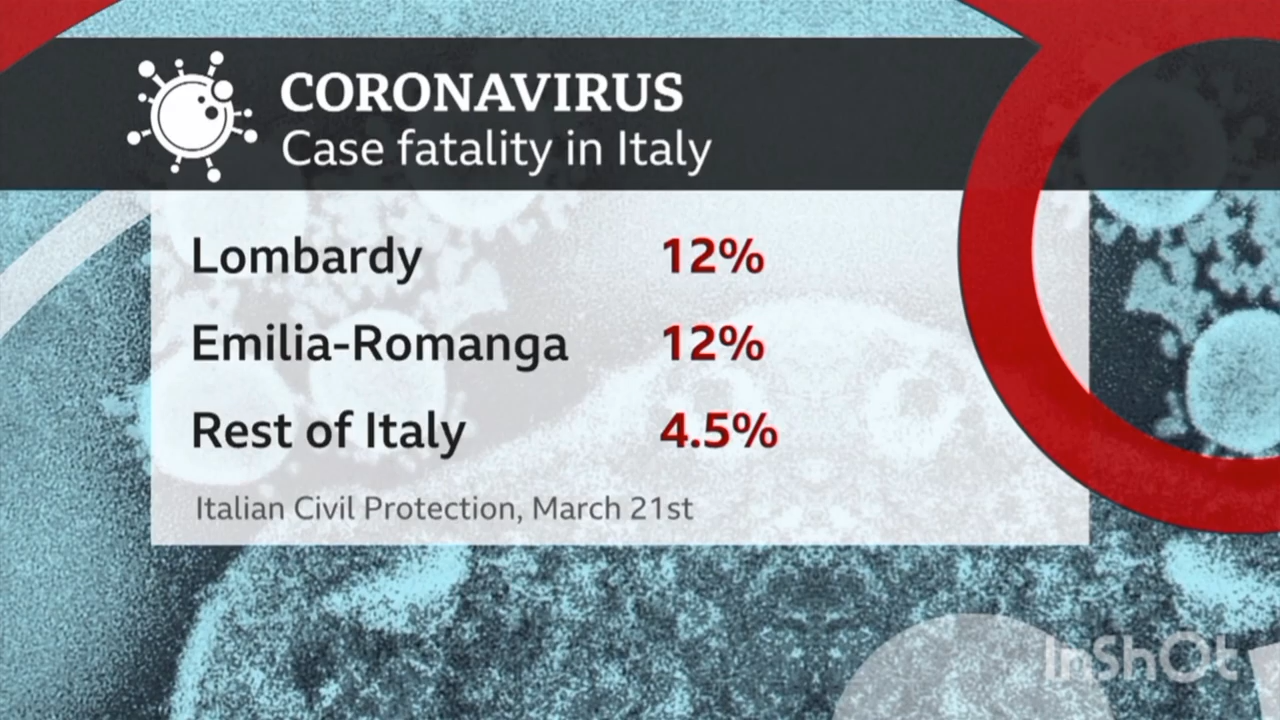 CORONAVIRUS
Case fatality in Italy
Lombardy 12%
Emilia-Romanga 12%
Rest of Italy 4.5%
Italian Civil Protection, March 21st
InShOt